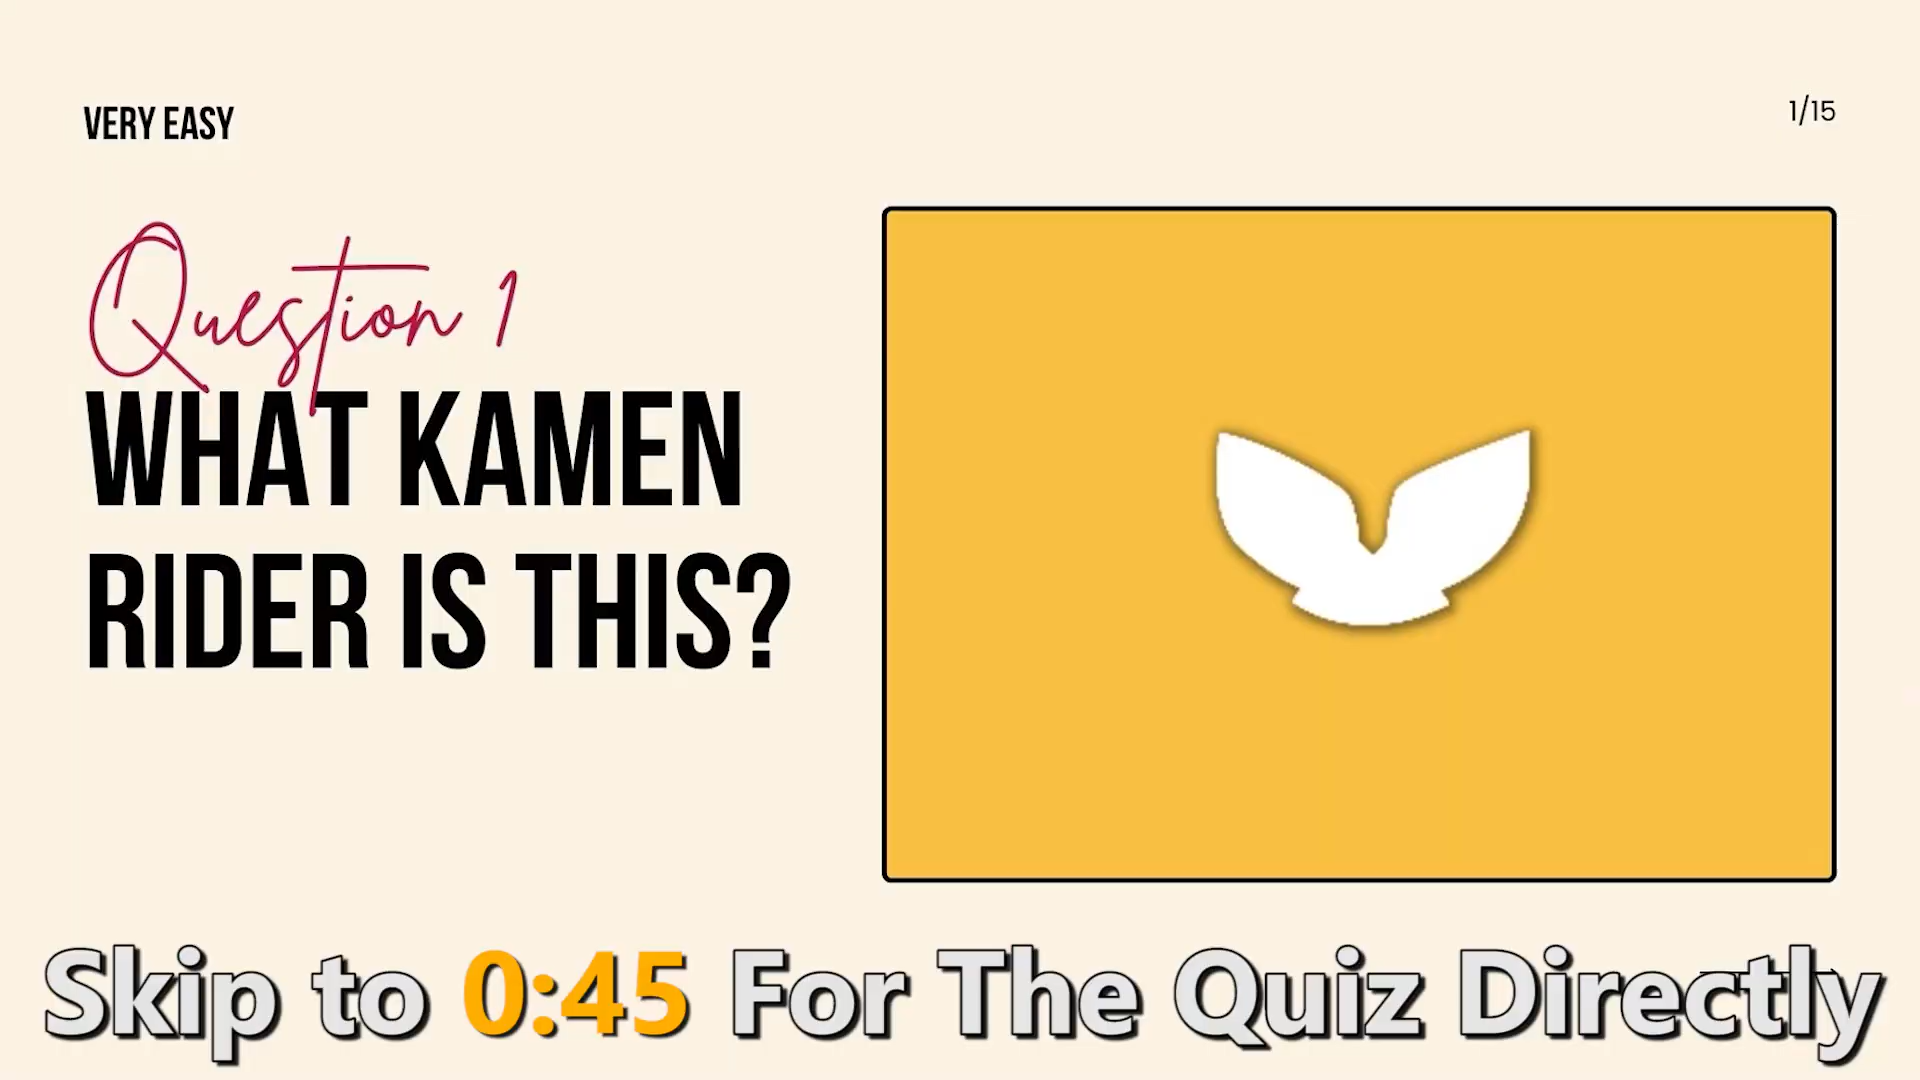 VERY EASY
1/15
Question 1
WHAT KAMEN
RIDER IS THIS?
Skip to 0:45 For The Quiz Directly